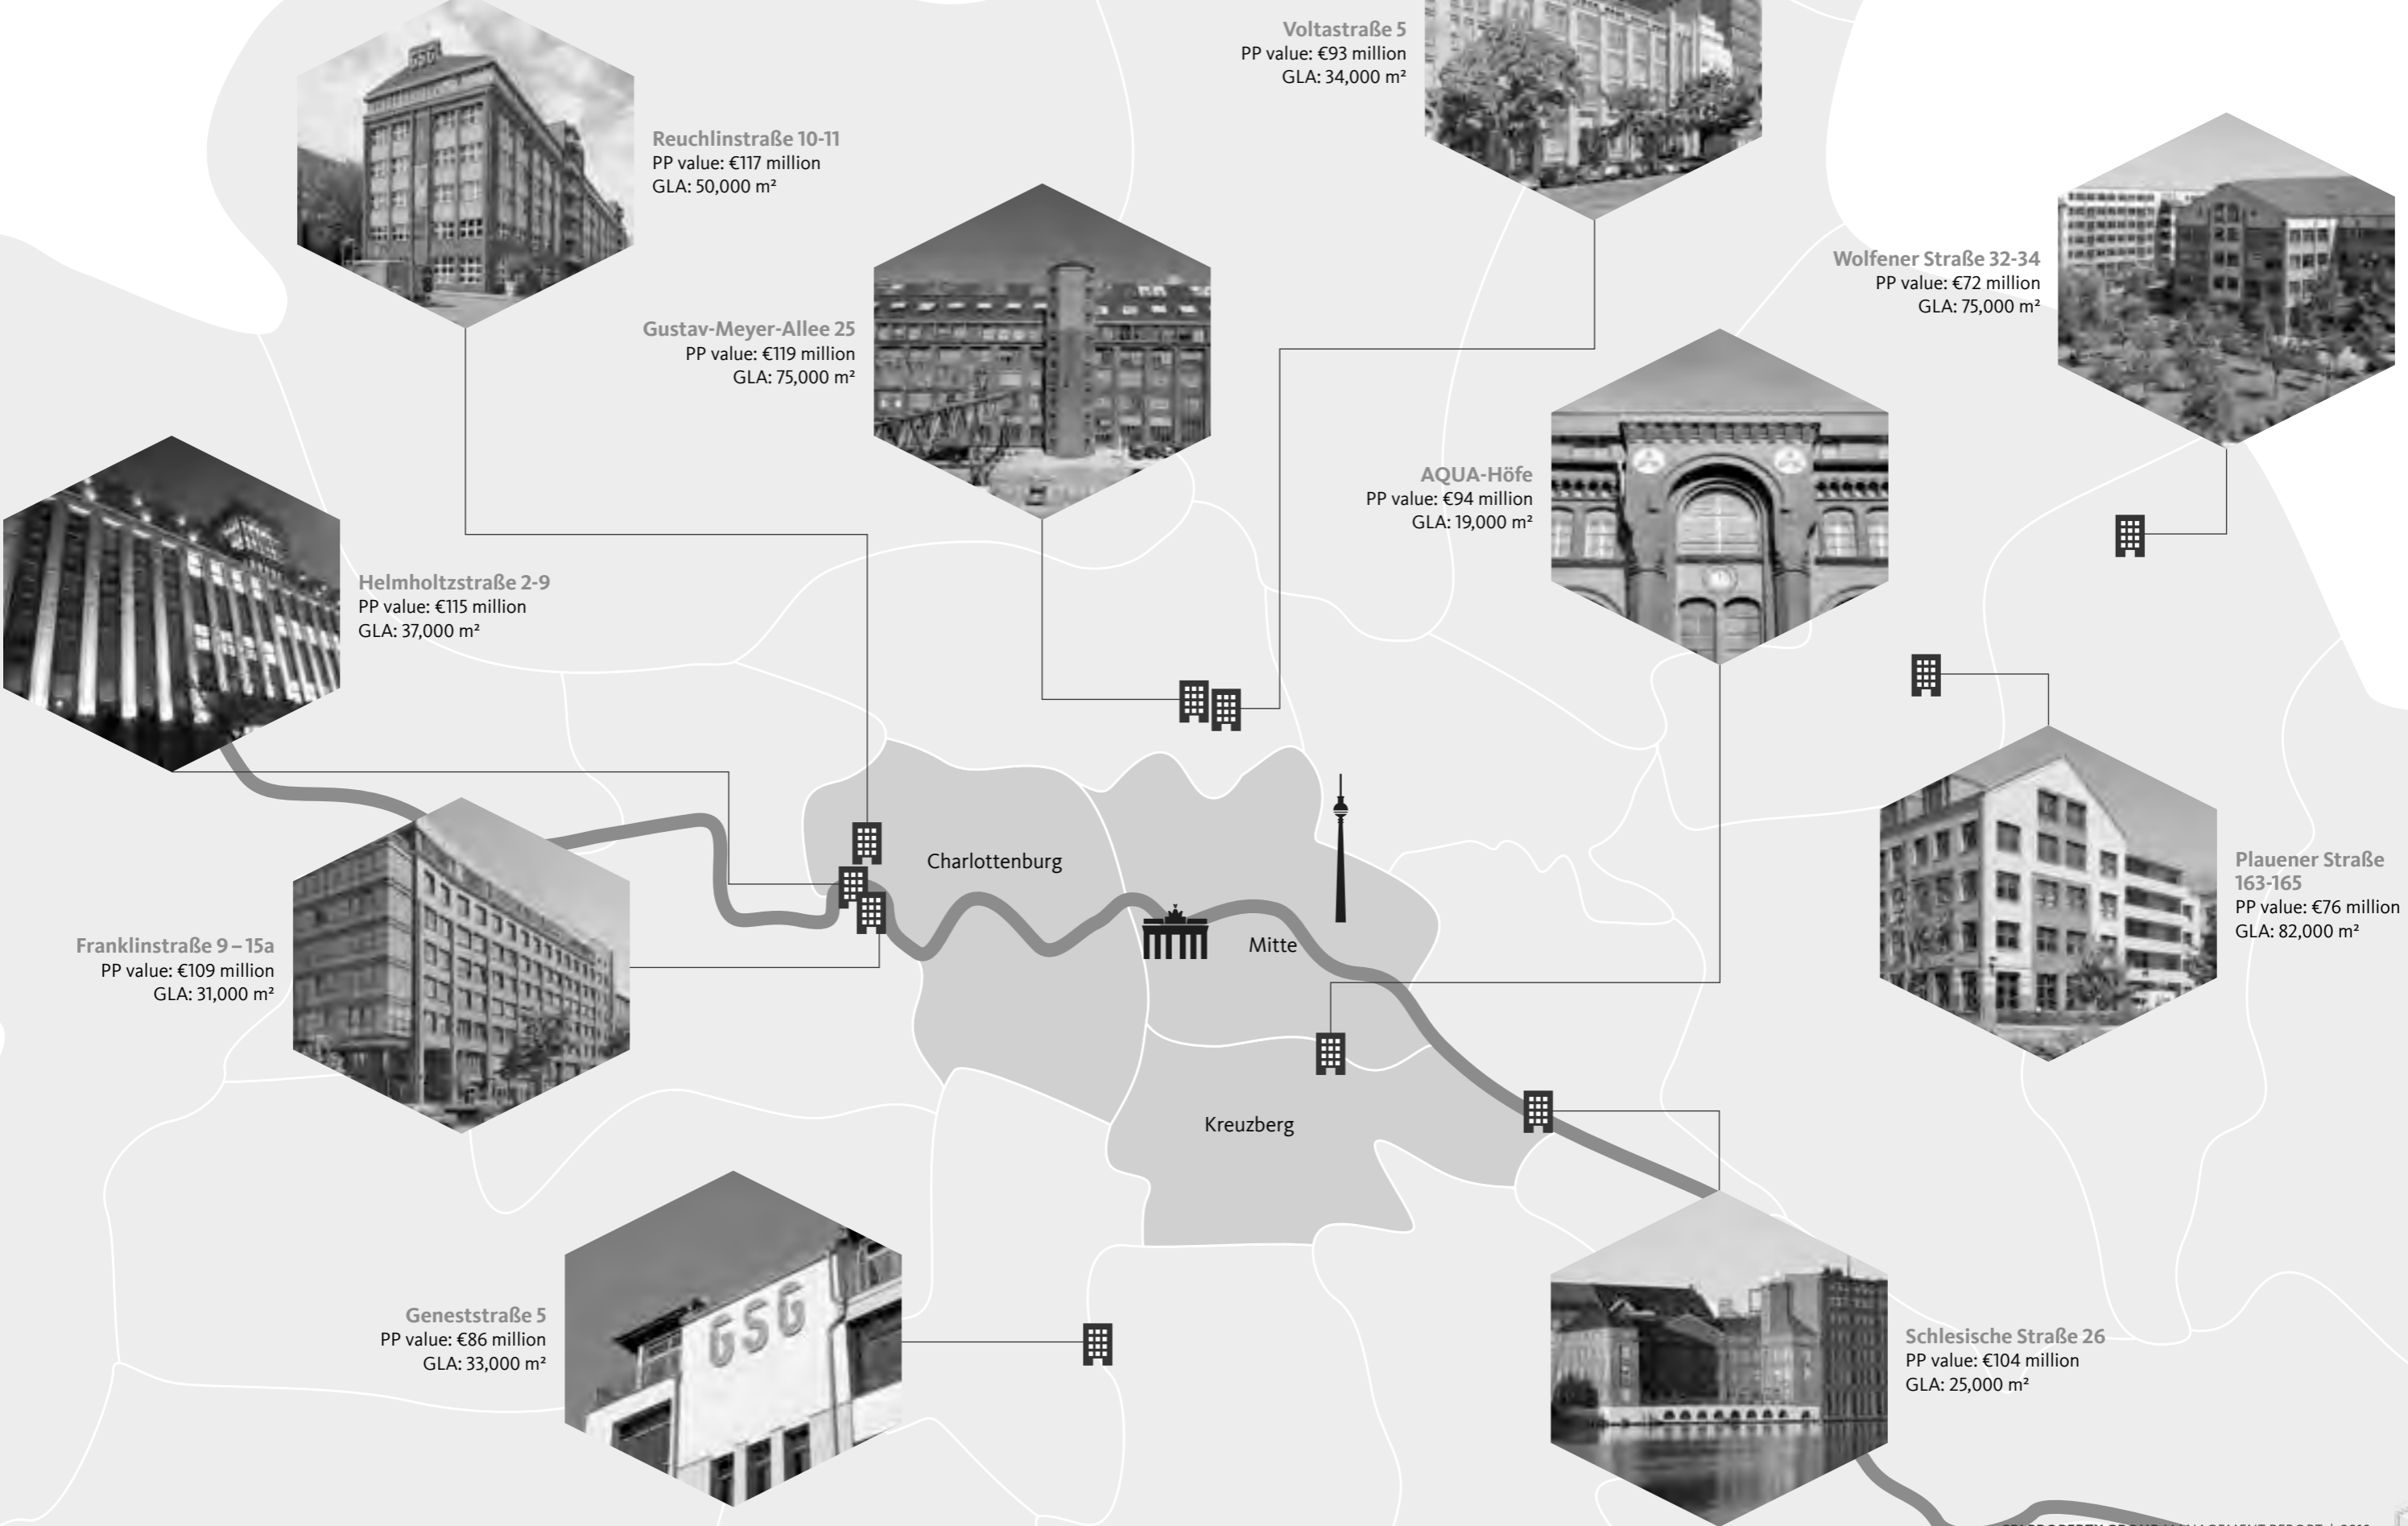 Voltastraße 5
PP value: €93 million
GLA: 34,000 m²
GSG
Reuchlinstraße 10-11
PP value: €117 million
GLA: 50,000 m²
Wolfener Straße 32-34
PP value: €72 million
GLA: 75,000 m²
Gustav-Meyer-Allee 25
PP value: €119 million
GLA: 75,000 m²
AQUA-Höfe
PP value: €94 million
GLA: 19,000 m²
Helmholtzstraße 2-9
PP value: €115 million
GLA: 37,000 m²
Charlottenburg
Plauener Straße
163-165
PP value: €76 million
GLA: 82,000 m²
Franklinstraße 9 – 15a
PP value: €109 million
GLA: 31,000 m²
Mitte
Kreuzberg
GSG
Geneststraße 5
PP value: €86 million
GLA: 33,000 m²
Schlesische Straße 26
PP value: €104 million
GLA: 25,000 m²